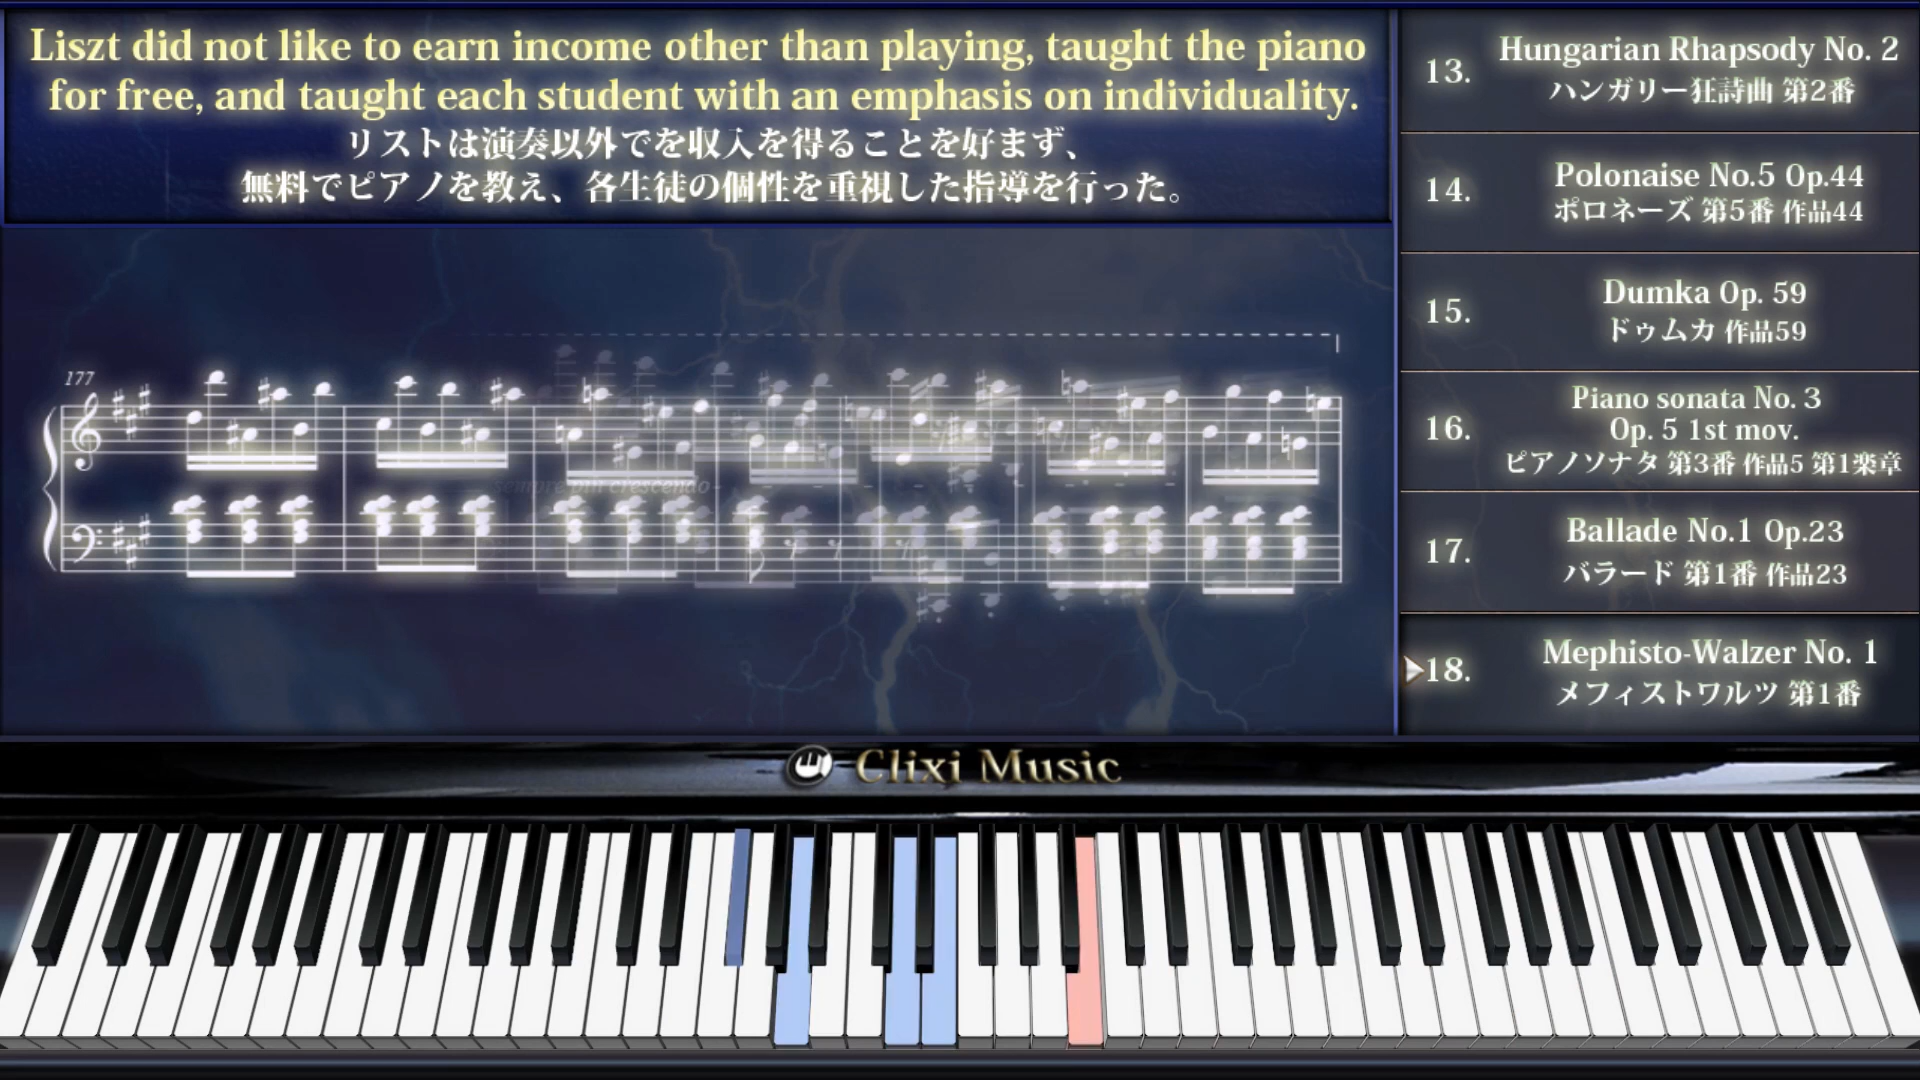 Liszt did not like to earn income other than playing, taught the piano
for free, and taught each student with an emphasis on individuality.
リストは演奏以外でを収入を得ることを好まず、
無料でピアノを教え、各生徒の個性を重視した指導を行った。
177
sempre più crescendo
13. Hungarian Rhapsody No. 2
ハンガリー狂詩曲 第2番
14. Polonaise No.5 Op.44
ポロネーズ 第5番 作品44
15. Dumka Op. 59
ドゥムカ 作品59
16. Piano sonata No. 3
Op. 5 1st mov.
ピアノソナタ 第3番 作品5 第1楽章
17. Ballade No.1 Op.23
バラード 第1番 作品23
18. Mephisto-Walzer No. 1
メフィストワルツ 第1番
Clixi Music